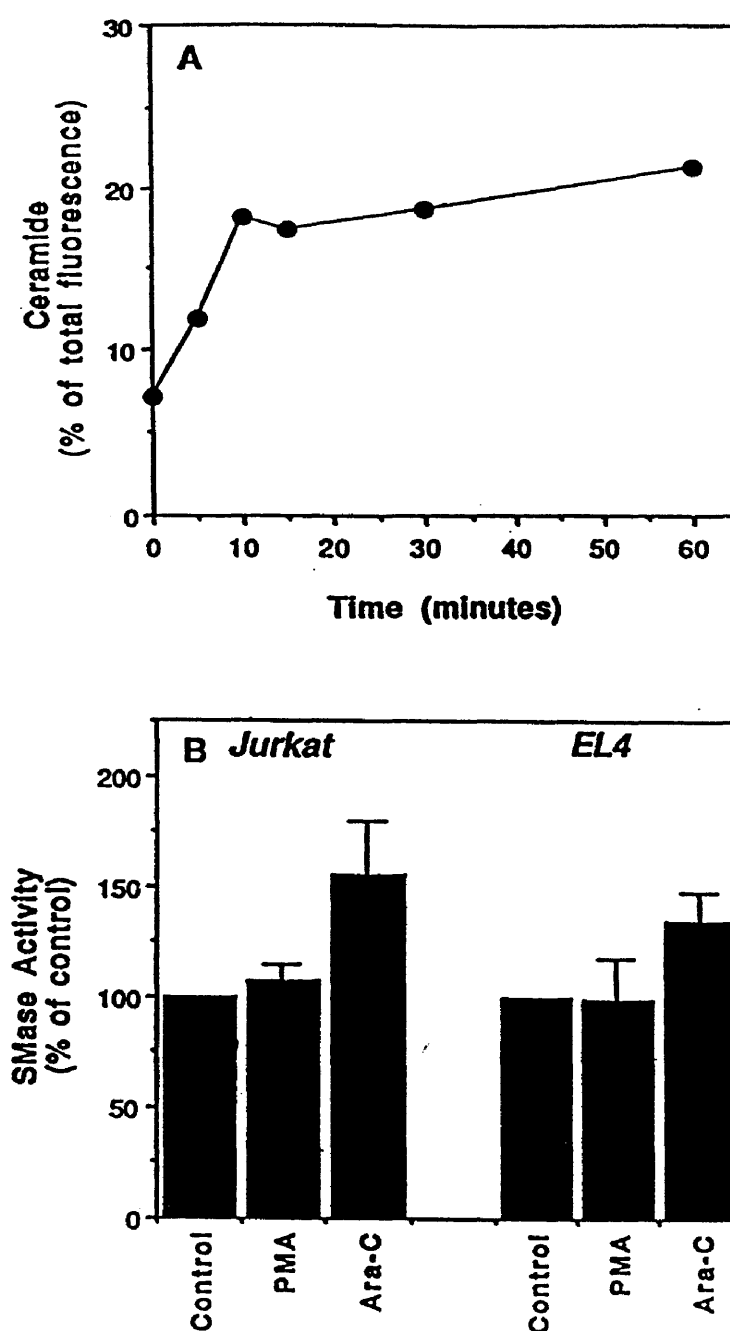 A
30
20
10
0
Ceramide
(% of total fluorescence)
0 10 20 30 40 50 60
Time (minutes)
B Jurkat EL4
200
150
100
50
0
SMase Activity
(% of control)
Control PMA Ara-C Control PMA Ara-C